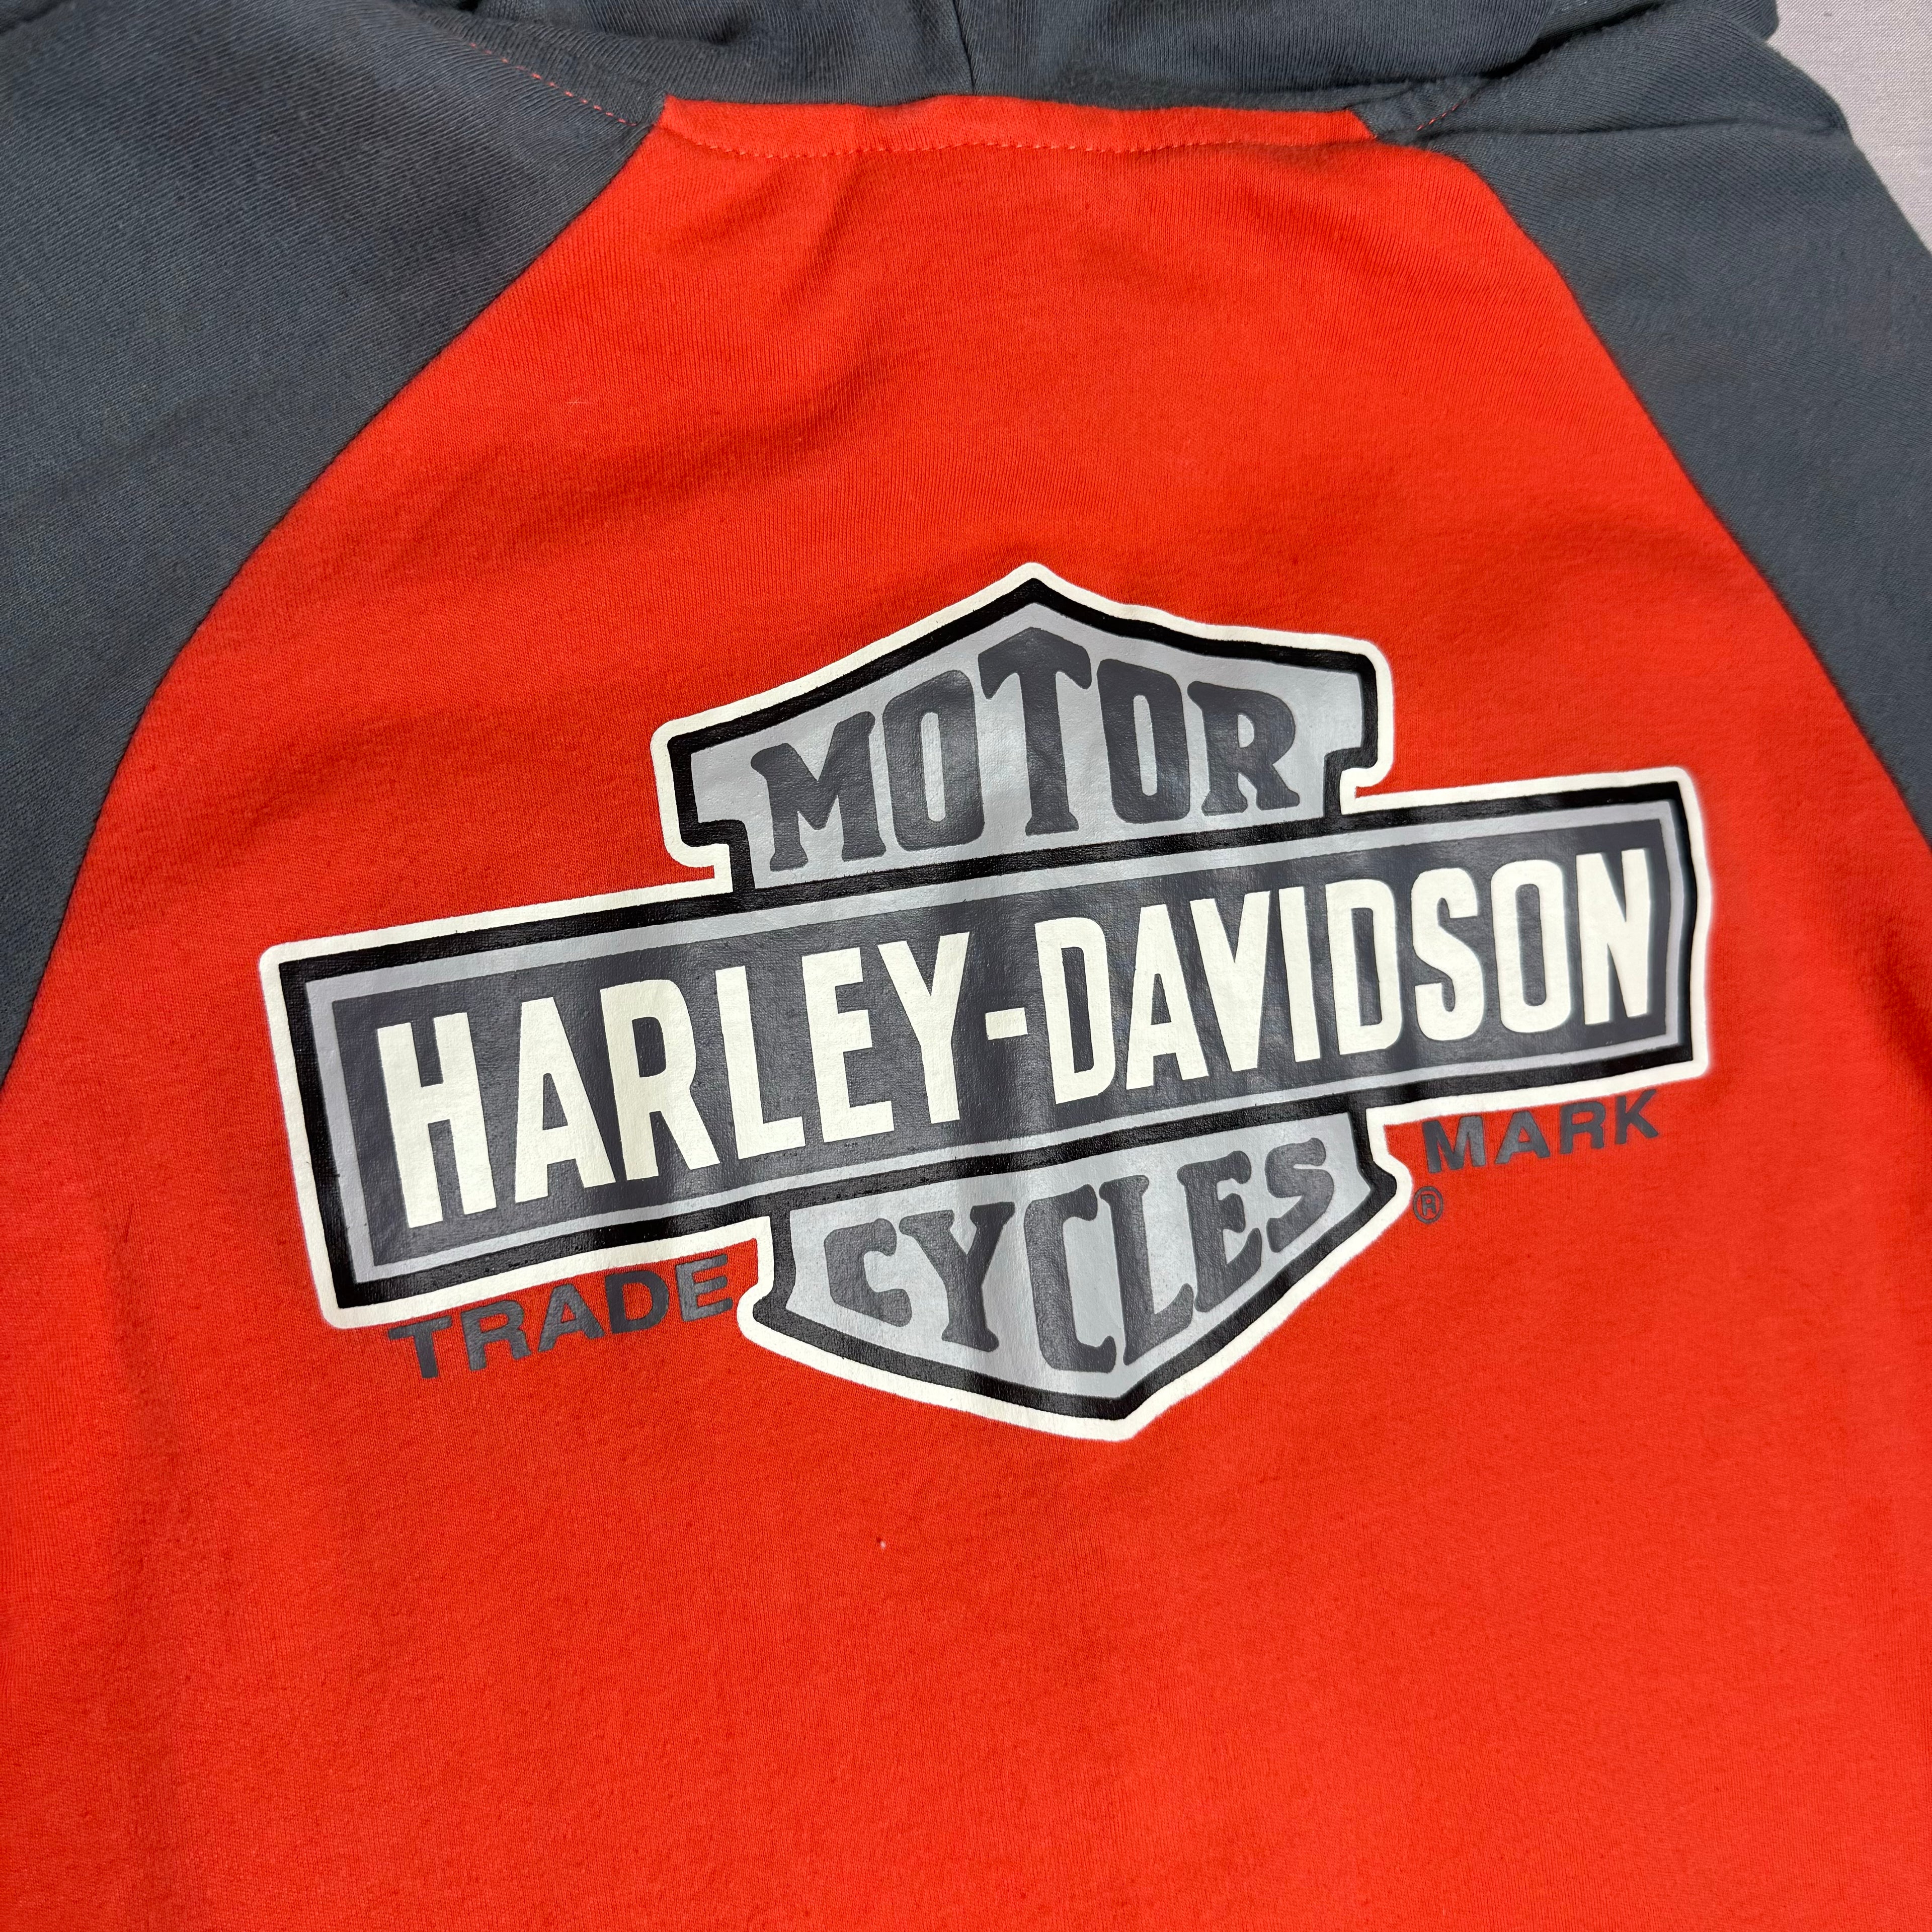 MOTOR
HARLEY-DAVIDSON
CYCLES
TRADE MARK
®